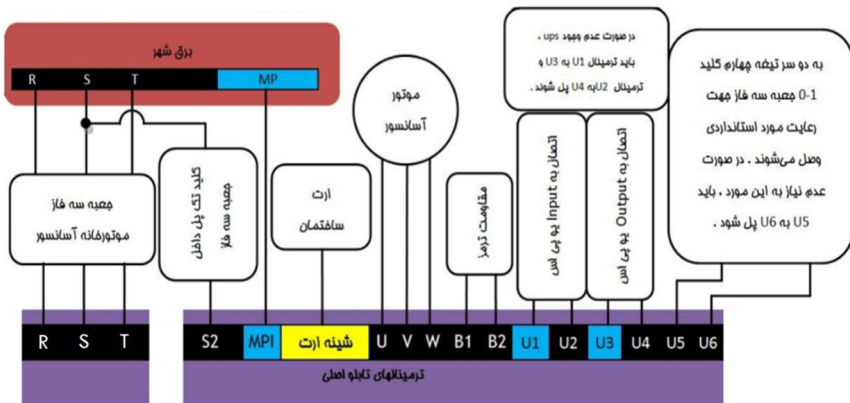 برق شهر
R S T MP
در صورت عدم وجود ups ،
باید ترمینال U1 به U3 و
ترمینال U2به U4 پل شوند .
به دو سر تیغه چهارم کلید
0-1 جعبه سه فاز جهت
رعایت مورد استانداردی
وصل می‌شوند . در صورت
عدم نیاز به این مورد ، باید
U5 به U6 پل شود .
موتور
آسانسور
جعبه سه فاز
موتورخانه آسانسور
کلید تک پل داخل
جعبه سه فاز
ارت
ساختمان
مقاومت ترمز
اتصال به Input یو پی اس
اتصال به Output یو پی اس
R S T
S2 MPI شینه ارت U V W B1 B2 U1 U2 U3 U4 U5 U6
ترمینالهای تابلو اصلی